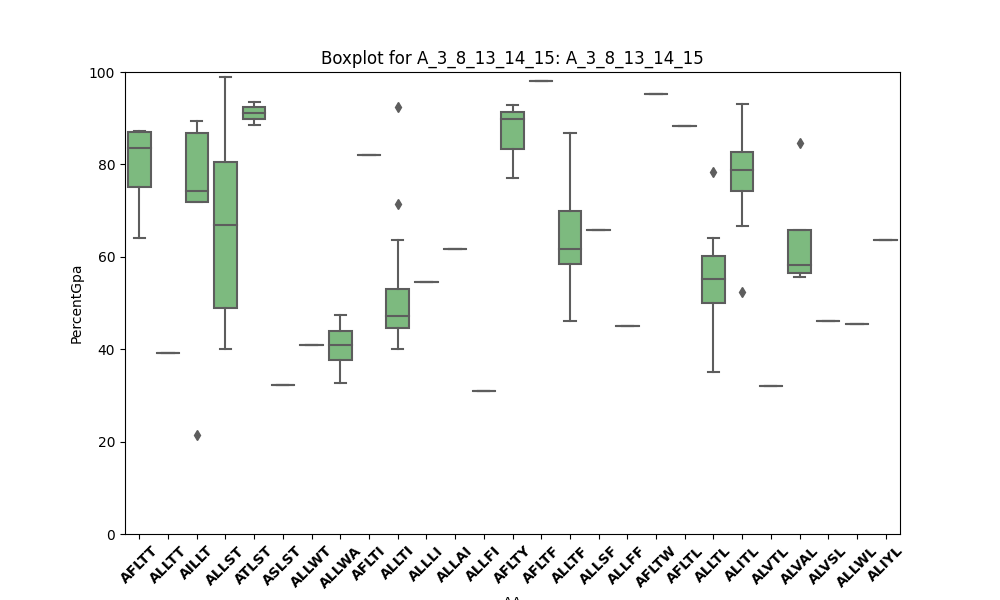 Boxplot for A_3_8_13_14_15: A_3_8_13_14_15
100
80
60
40
20
0
PercentGpa
AFLTT
ALLTT
AILLT
ALLST
ATLST
ASLST
ALLWT
ALLWA
AFLTI
ALLTI
ALLLI
ALLAI
ALLFI
AFLTY
AFLTF
ALLTF
ALLSF
ALLFF
AFLTW
AFLTL
ALLTL
ALITL
ALVTL
ALVAL
ALVSL
ALLWL
ALIYL